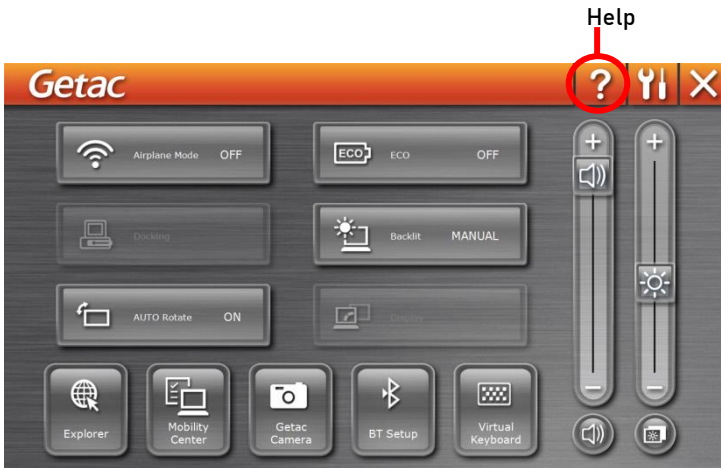 Help
Getac
?
Airplane Mode OFF
ECO ECO OFF
Docking
Backlit MANUAL
AUTO Rotate ON
Display
Explorer
Mobility
Center
Getac
Camera
BT Setup
Virtual
Keyboard